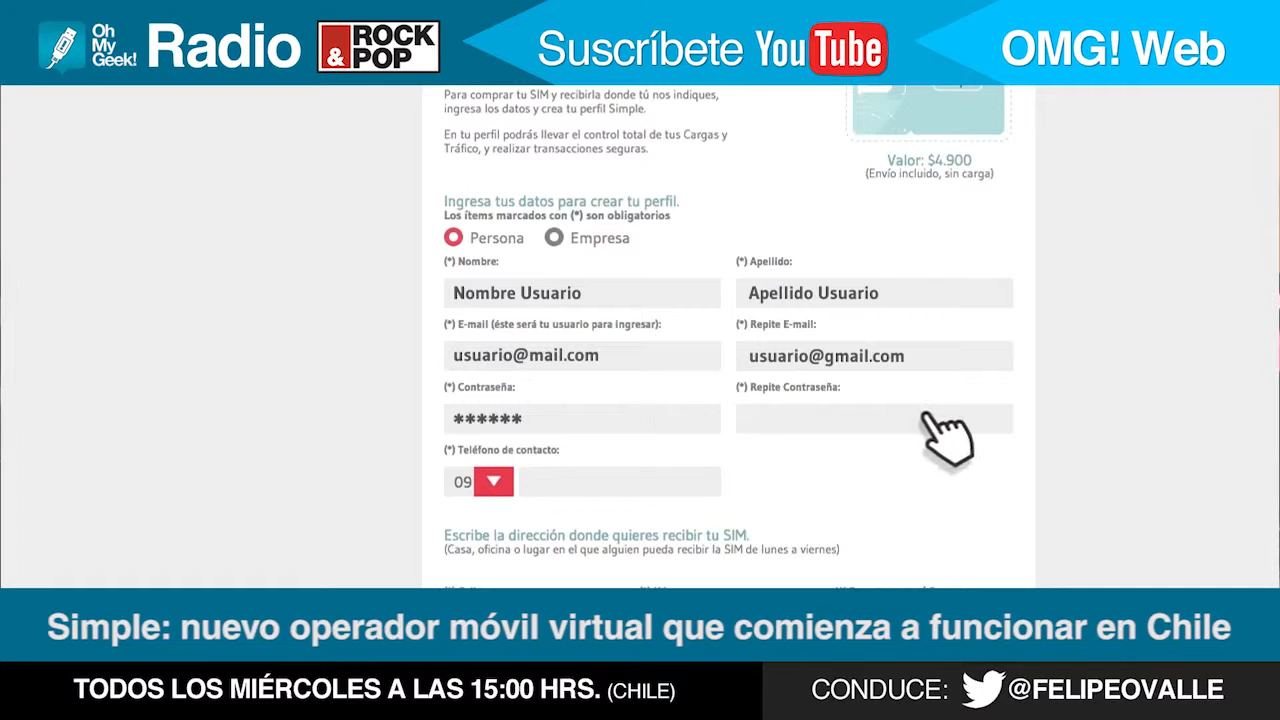 Oh
My
Geek!
Radio
ROCK
&POP
Suscríbete YouTube
OMG! Web
Para comprar tu SIM y recibirla donde tú nos indiques,
ingresa los datos y crea tu perfil Simple.
En tu perfil podrás llevar el control total de tus Cargas y
Tráfico, y realizar transacciones seguras.
Valor: $4.900
(Envío incluido, sin carga)
Ingresa tus datos para crear tu perfil.
Los ítems marcados con (*) son obligatorios
Persona Empresa
(*) Nombre: (*) Apellido:
Nombre Usuario Apellido Usuario
(*) E-mail (éste será tu usuario para ingresar): (*) Repite E-mail:
usuario@mail.com usuario@gmail.com
(*) Contraseña: (*) Repite Contraseña:
******
(*) Teléfono de contacto:
09
Escribe la dirección donde quieres recibir tu SIM.
(Casa, oficina o lugar en el que alguien pueda recibir la SIM de lunes a viernes)
Simple: nuevo operador móvil virtual que comienza a funcionar en Chile
TODOS LOS MIÉRCOLES A LAS 15:00 HRS. (CHILE)
CONDUCE: @FELIPEOVALLE